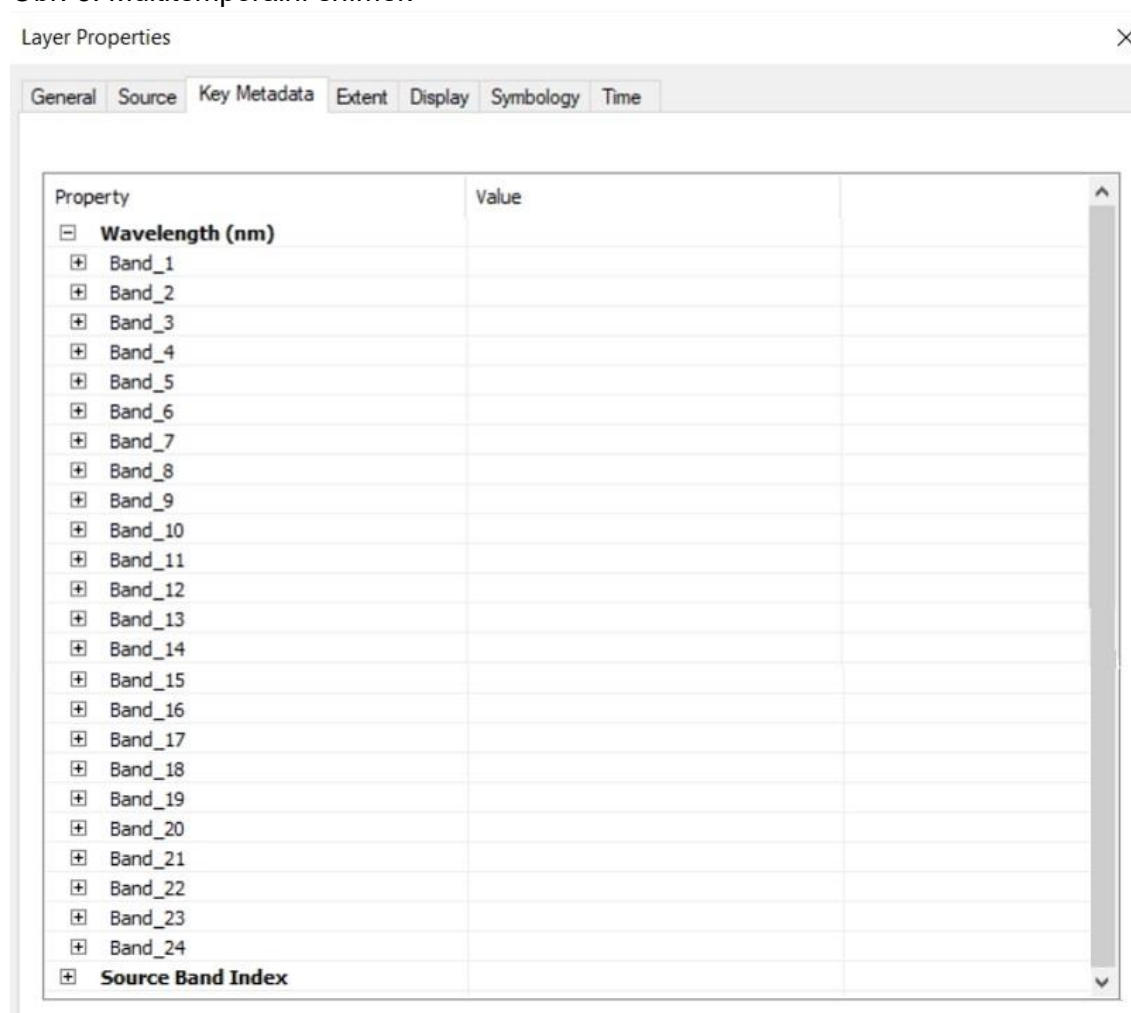 Layer Properties
General Source Key Metadata Extent Display Symbology Time
Property Value
Wavelength (nm)
Band_1
Band_2
Band_3
Band_4
Band_5
Band_6
Band_7
Band_8
Band_9
Band_10
Band_11
Band_12
Band_13
Band_14
Band_15
Band_16
Band_17
Band_18
Band_19
Band_20
Band_21
Band_22
Band_23
Band_24
Source Band Index